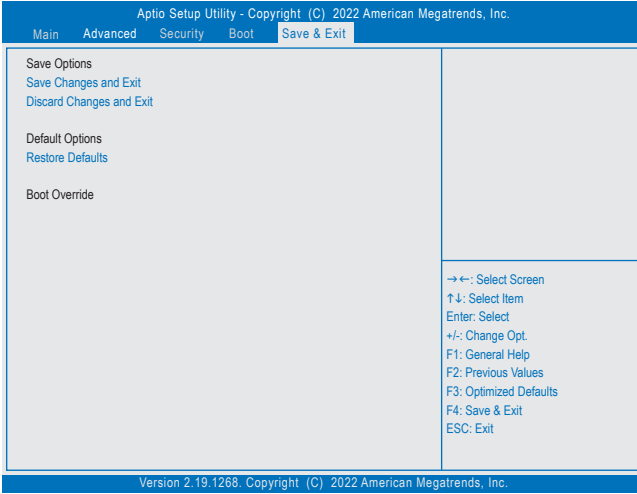 Aptio Setup Utility - Copyright (C) 2022 American Megatrends, Inc.
Main Advanced Security Boot Save & Exit
Save Options
Save Changes and Exit
Discard Changes and Exit
Default Options
Restore Defaults
Boot Override
→←: Select Screen
↑↓: Select Item
Enter: Select
+/-: Change Opt.
F1: General Help
F2: Previous Values
F3: Optimized Defaults
F4: Save & Exit
ESC: Exit
Version 2.19.1268. Copyright (C) 2022 American Megatrends, Inc.